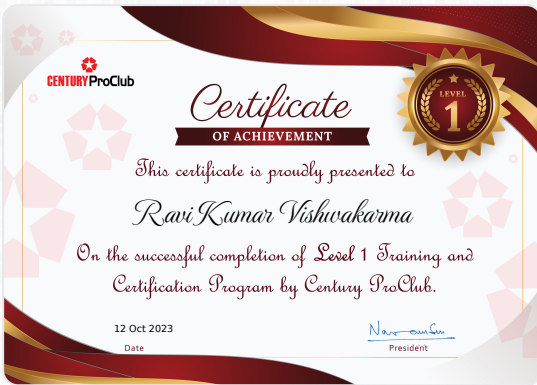 CENTURY ProClub
LEVEL
1
Certificate
OF ACHIEVEMENT
This certificate is proudly presented to
Ravi Kumar Vishwakarma
On the successful completion of Level 1 Training and
Certification Program by Century ProClub.
12 Oct 2023
Date
President